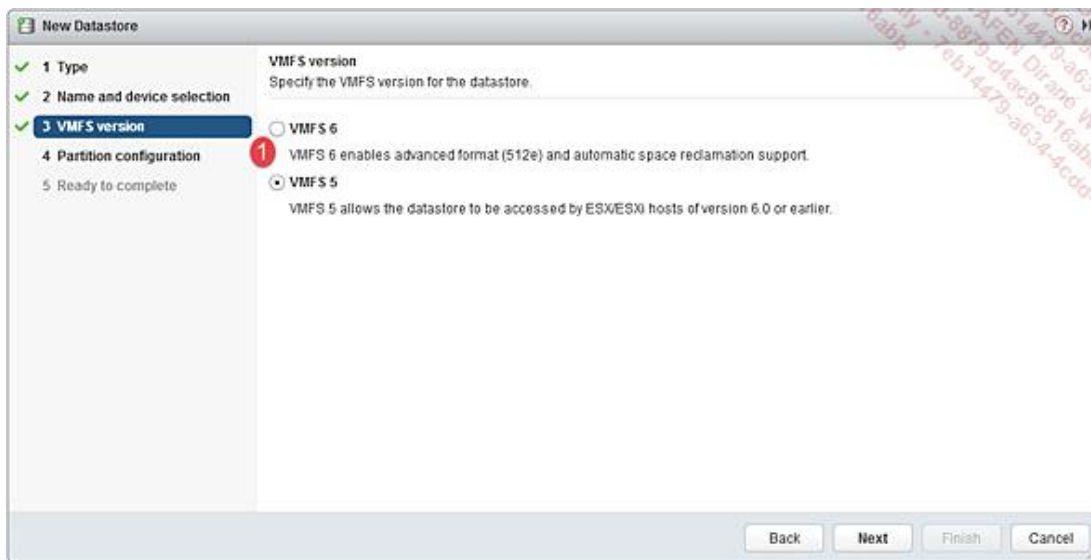 New Datastore
1 Type
2 Name and device selection
3 VMFS version
4 Partition configuration
5 Ready to complete
VMFS version
Specify the VMFS version for the datastore.
VMFS 6
1
VMFS 6 enables advanced format (512e) and automatic space reclamation support.
VMFS 5
VMFS 5 allows the datastore to be accessed by ESX/ESXi hosts of version 6.0 or earlier.
Back Next Finish Cancel